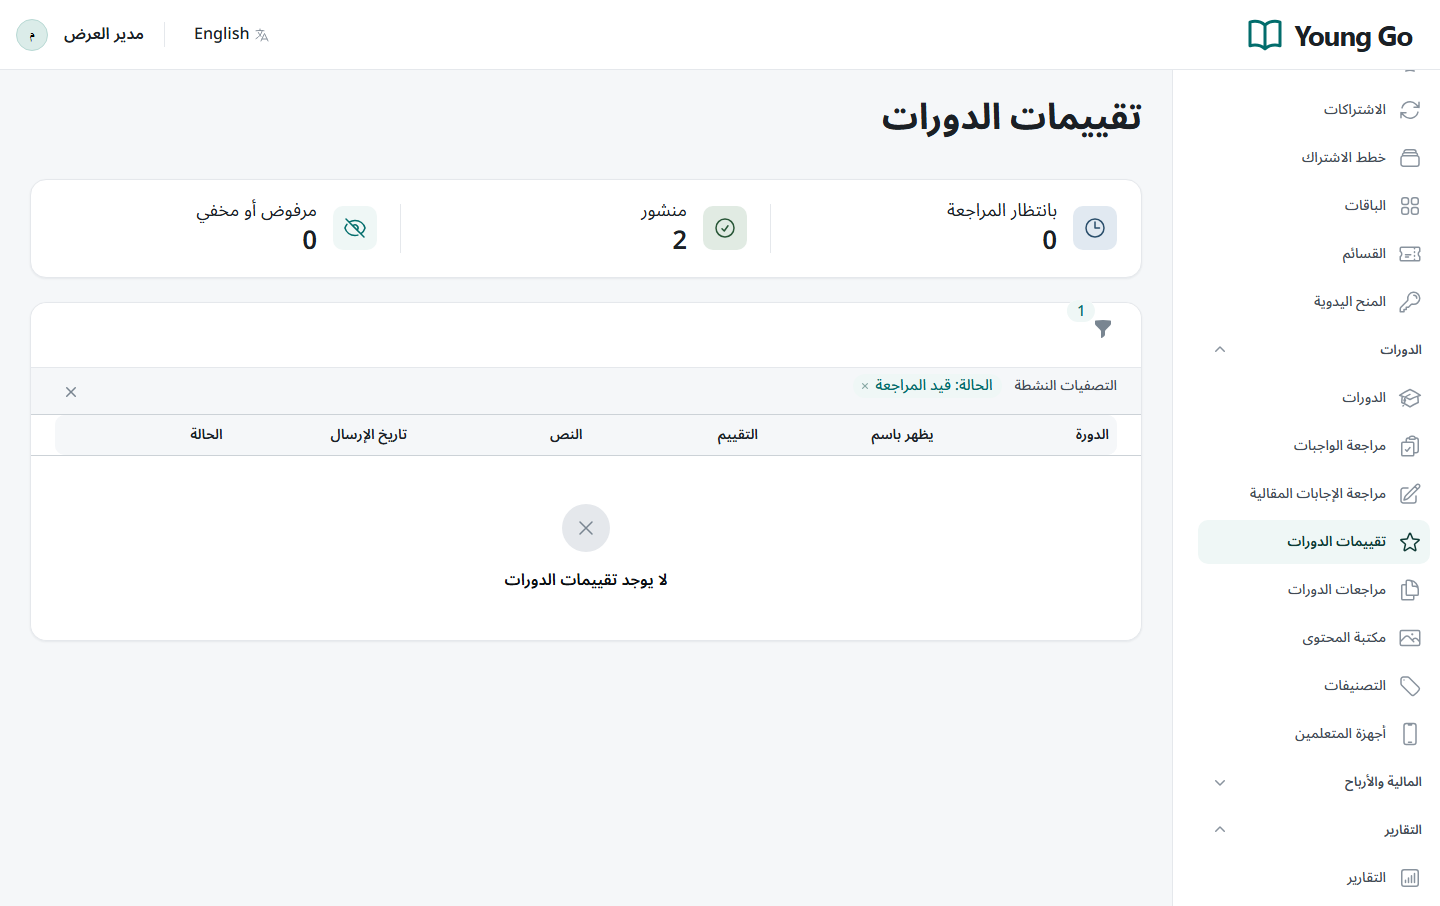 Young Go
English
مدير العرض
م
الاشتراكات
خطط الاشتراك
الباقات
القسائم
المنح اليدوية
الدورات
الدورات
مراجعة الواجبات
مراجعة الإجابات المقالية
تقييمات الدورات
مراجعات الدورات
مكتبة المحتوى
التصنيفات
أجهزة المتعلمين
المالية والأرباح
التقارير
التقارير
تقييمات الدورات
بانتظار المراجعة
0
منشور
2
مرفوض أو مخفي
0
1
التصفيات النشطة الحالة: قيد المراجعة ×
الدورة يظهر باسم التقييم النص تاريخ الإرسال الحالة
لا يوجد تقييمات الدورات